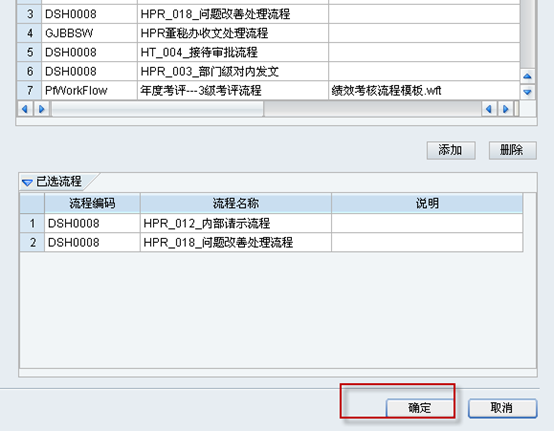 3 DSH0008 HPR_018_问题改善处理流程
4 GJBBSW HPR董秘办收文处理流程
5 DSH0008 HT_004_接待审批流程
6 DSH0008 HPR_003_部门级对内发文
7 PfWorkFlow 年度考评---3级考评流程 绩效考核流程模板.wft
添加 删除
已选流程
流程编码 流程名称 说明
1 DSH0008 HPR_012_内部请示流程
2 DSH0008 HPR_018_问题改善处理流程
确定 取消